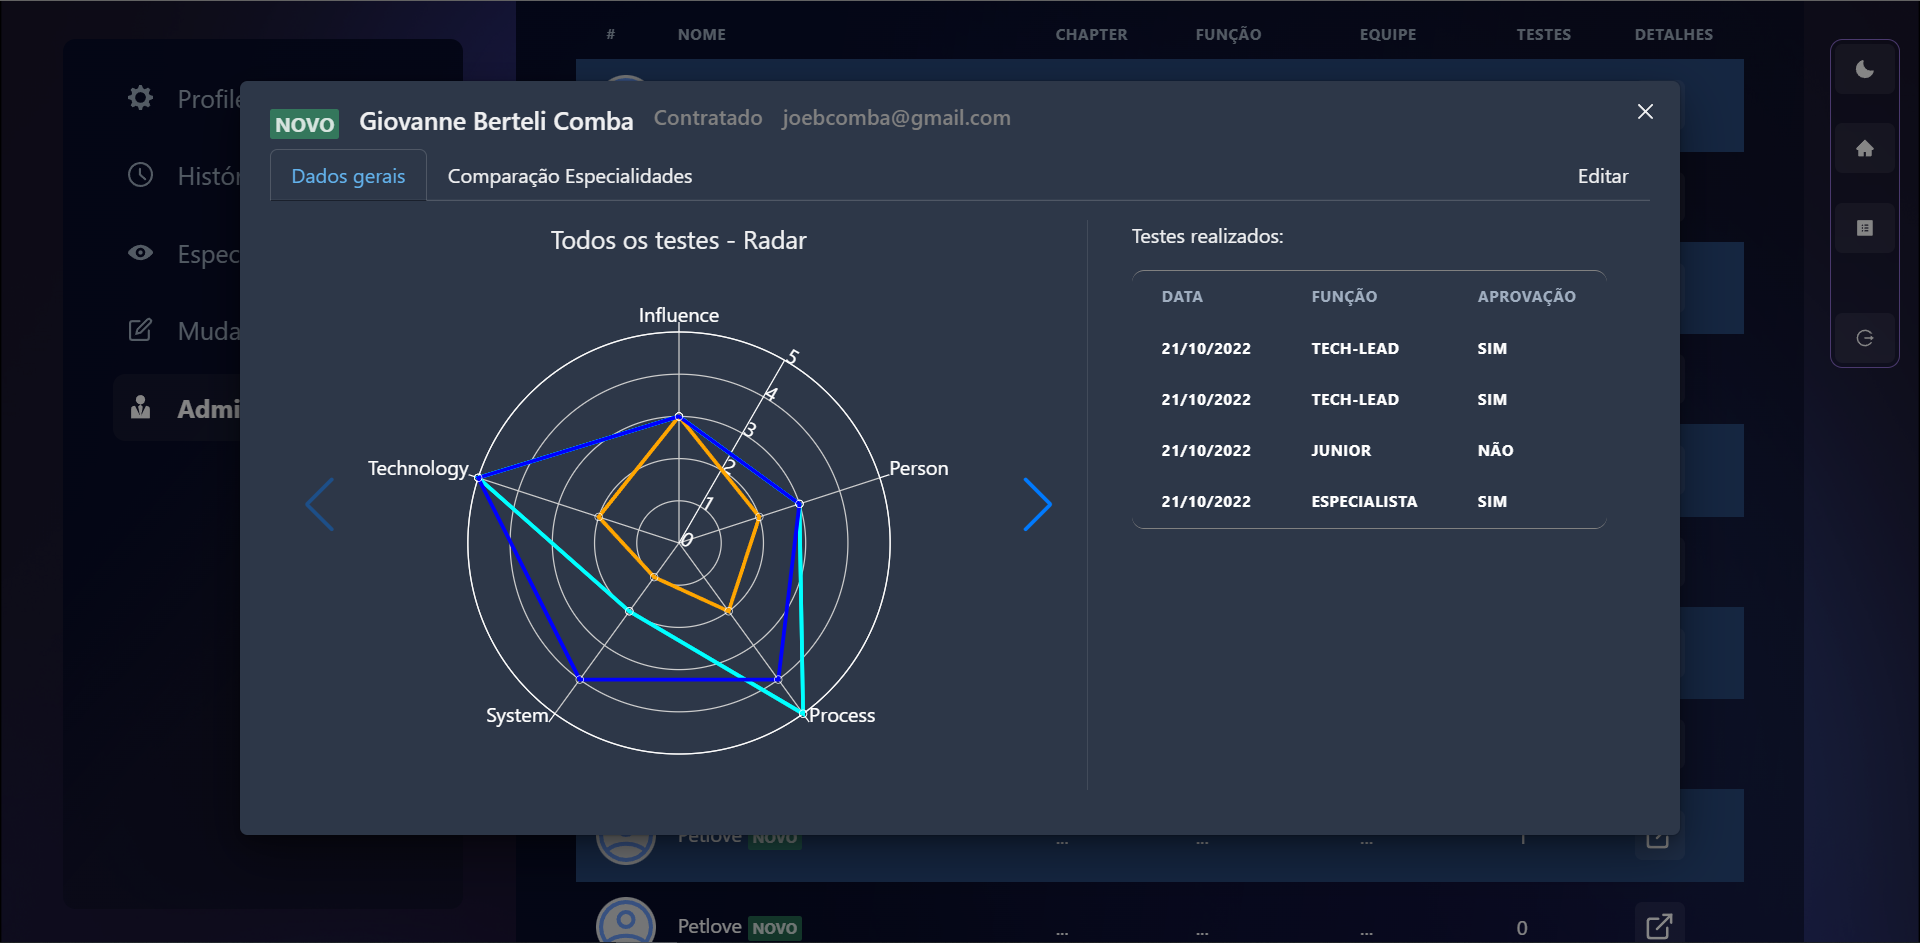 # NOME CHAPTER FUNÇÃO EQUIPE TESTES DETALHES
Profile
Histór
Espec
Muda
Admi
NOVO Giovanne Berteli Comba Contratado joebcomba@gmail.com
Dados gerais Comparação Especialidades Editar
Todos os testes - Radar
Influence
Person
Process
System
Technology
5
4
3
2
1
0
Testes realizados:
DATA FUNÇÃO APROVAÇÃO
21/10/2022 TECH-LEAD SIM
21/10/2022 TECH-LEAD SIM
21/10/2022 JUNIOR NÃO
21/10/2022 ESPECIALISTA SIM
Petlove NOVO ... ... ... 1
Petlove NOVO ... ... ... 0